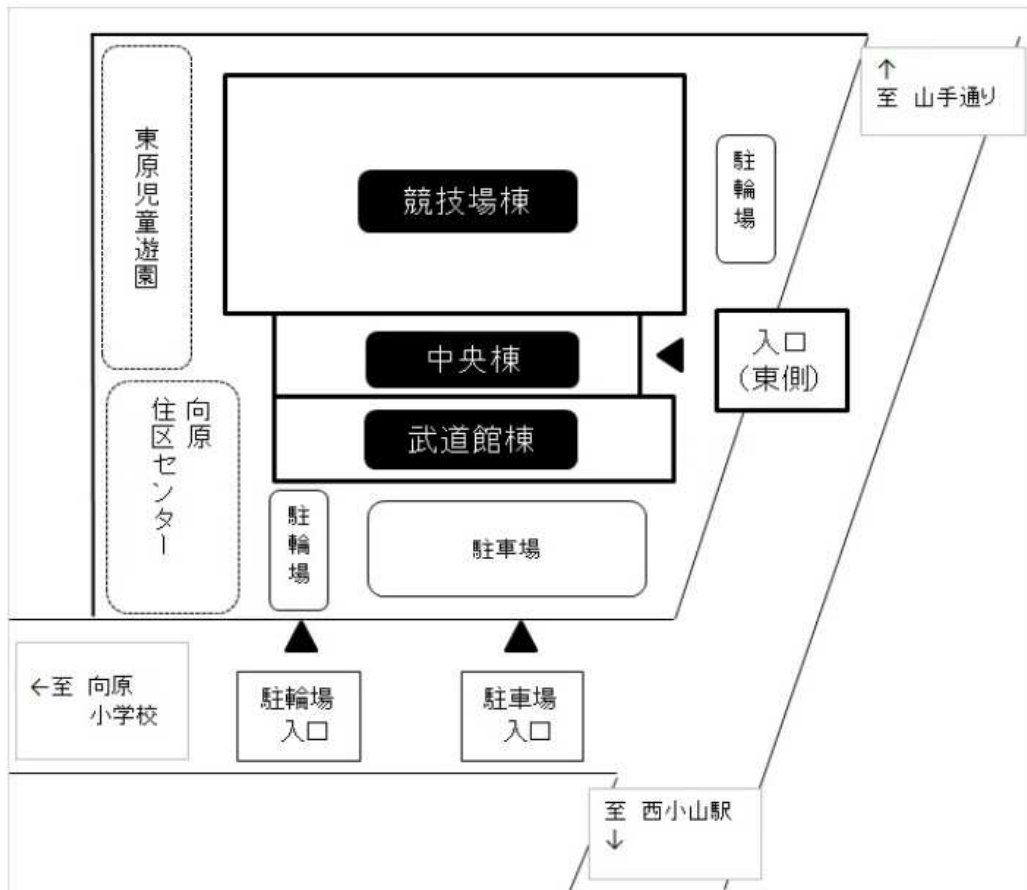 ↑
至 山手通り
東原児童遊園
競技場棟
駐輪場
中央棟
入口
(東側)
武道館棟
向原
住区センター
駐輪場
駐車場
←至 向原
小学校
駐輪場
入口
駐車場
入口
至 西小山駅
↓